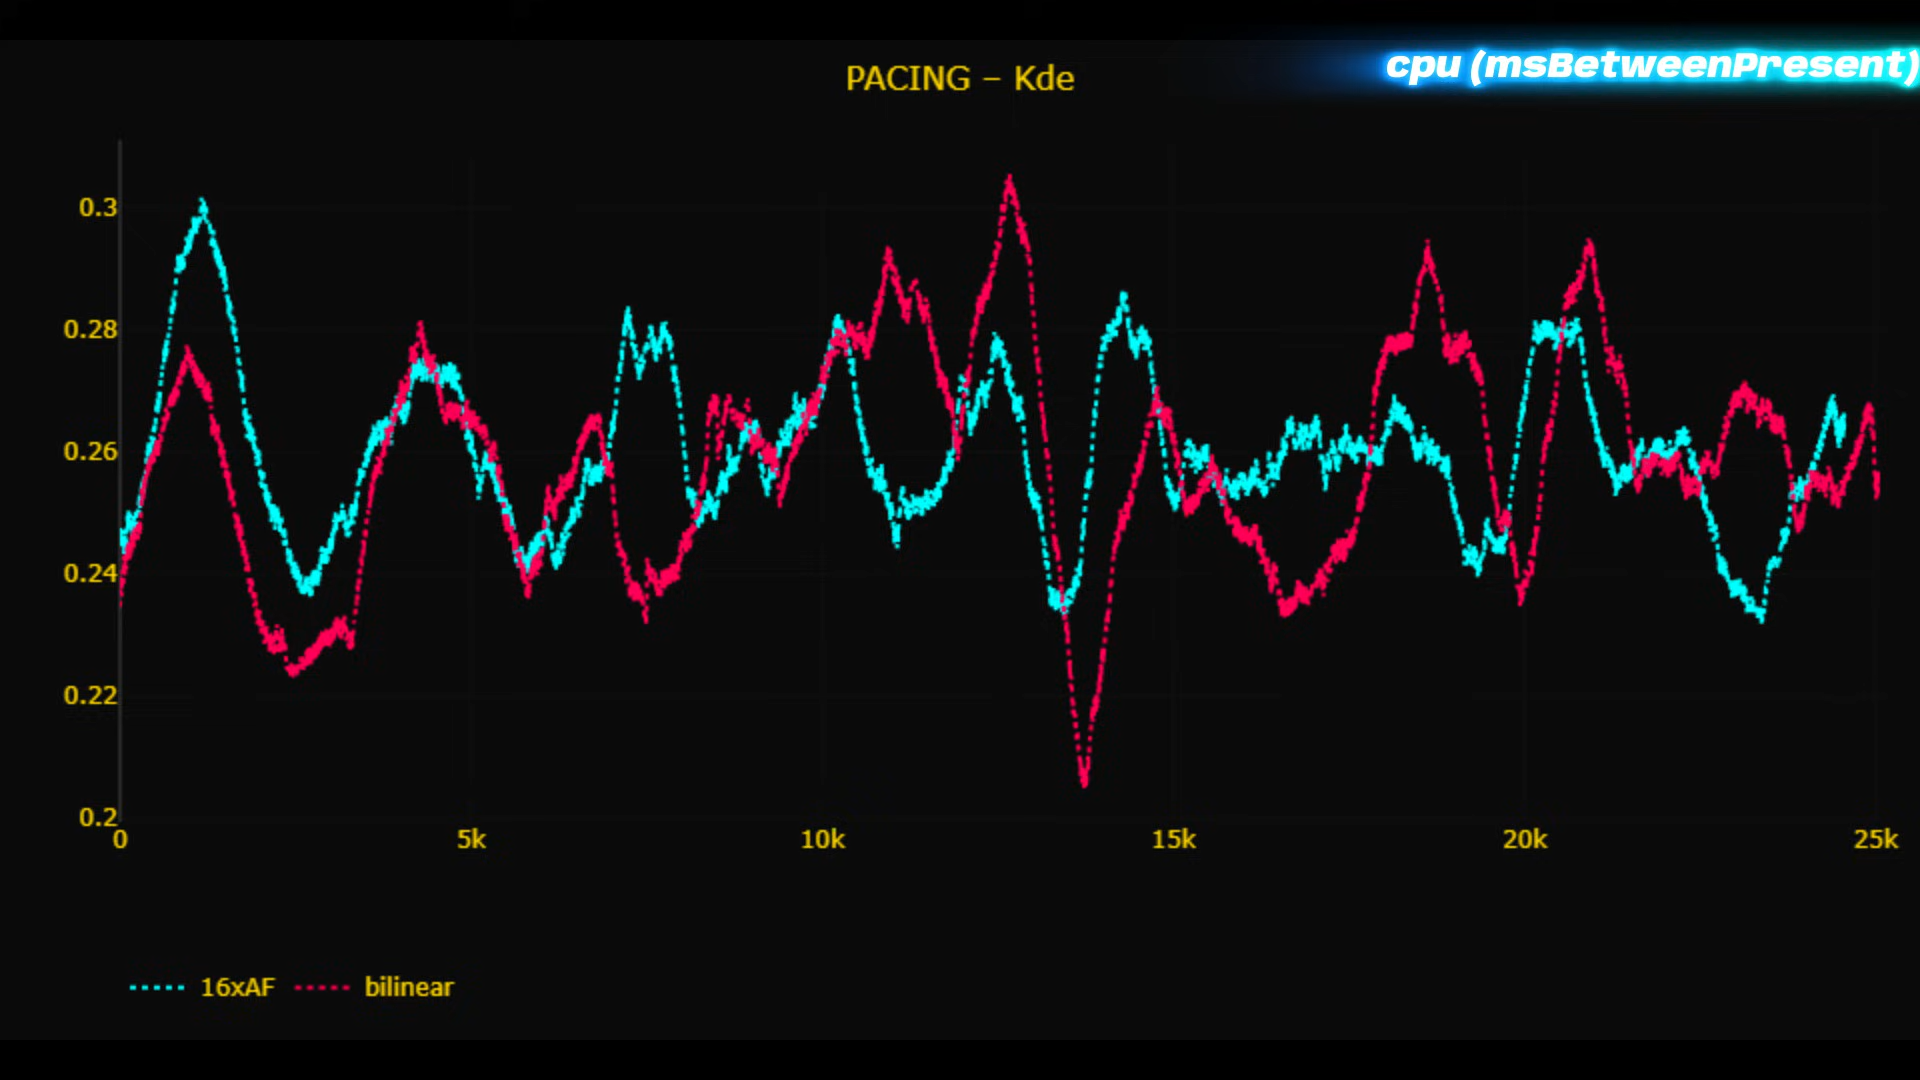 cpu (msBetweenPresent)
PACING – Kde
0.3
0.28
0.26
0.24
0.22
0.2
0 5k 10k 15k 20k 25k
16xAF bilinear